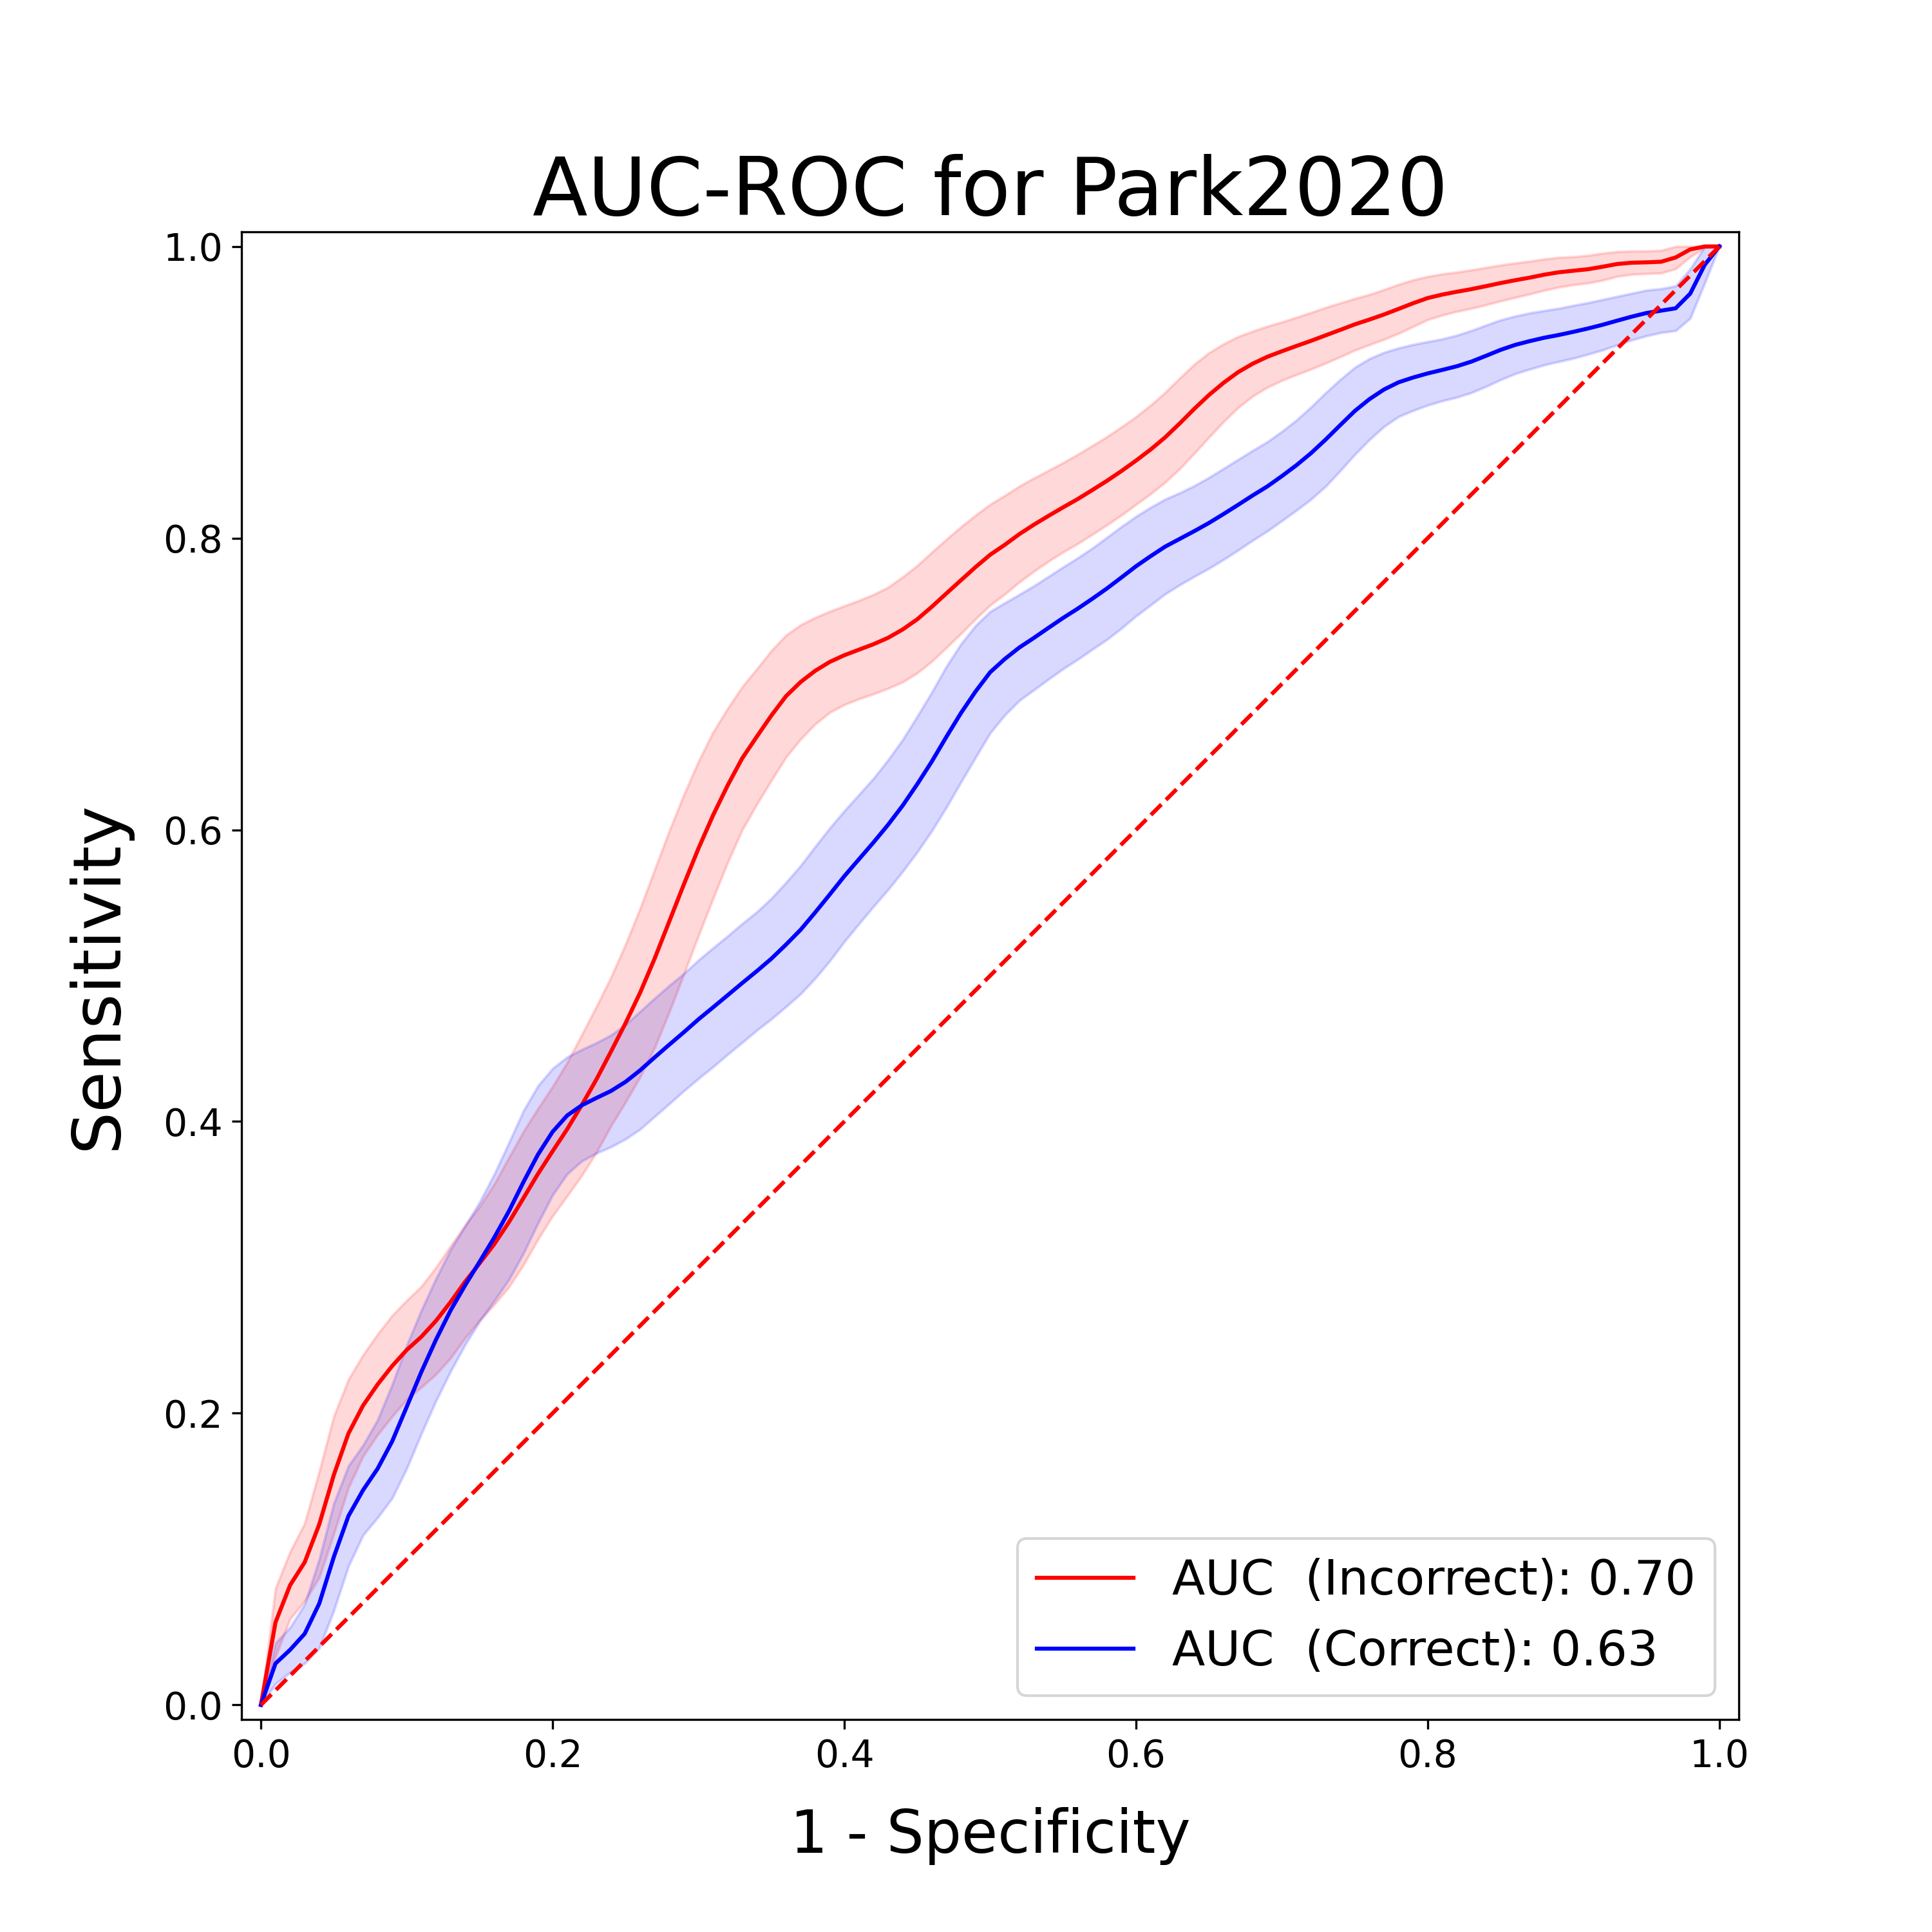 AUC-ROC for Park2020
1.0
0.8
0.6
0.4
0.2
0.0
Sensitivity
AUC  (Incorrect): 0.70
AUC  (Correct): 0.63
0.0 0.2 0.4 0.6 0.8 1.0
1 - Specificity